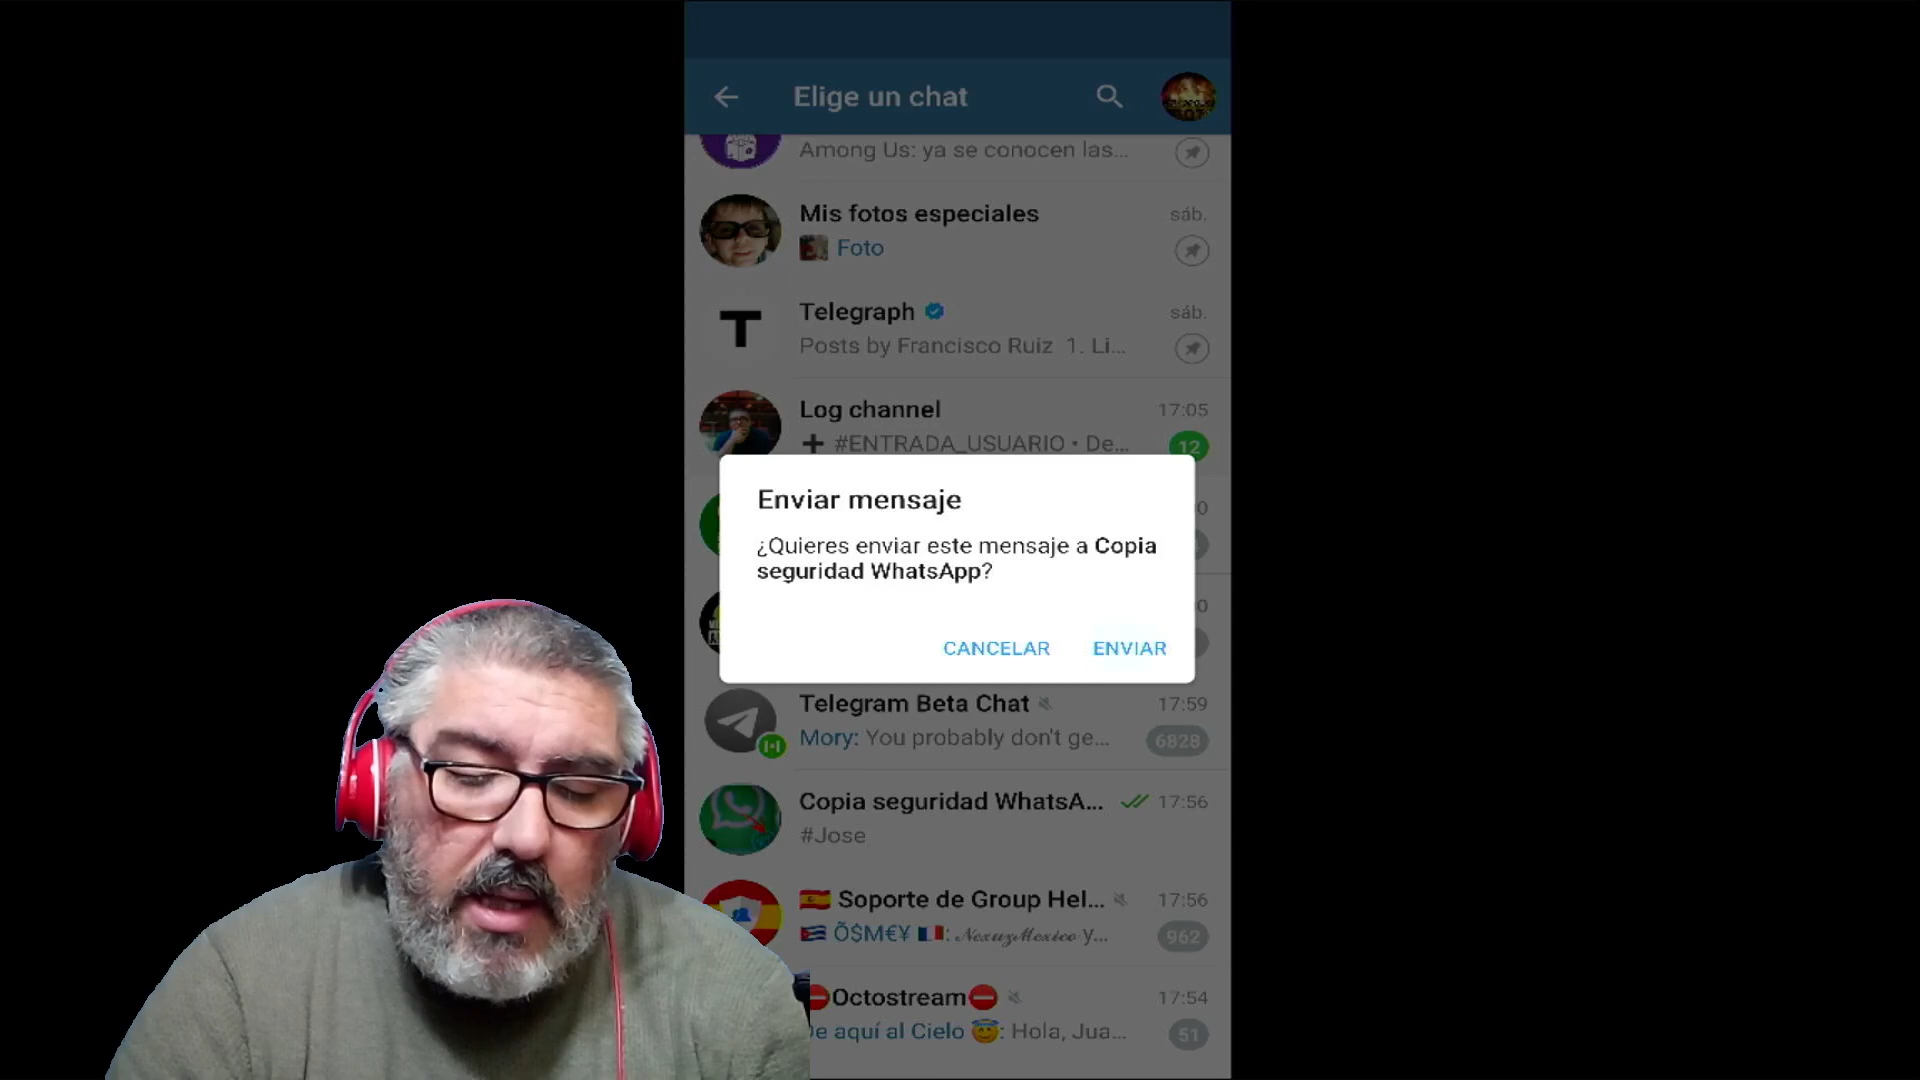 Elige un chat
Among Us: ya se conocen las...
Mis fotos especiales
sáb.
Foto
Telegraph
sáb.
Posts by Francisco Ruiz 1. Li...
Log channel
17:05
#ENTRADA_USUARIO • De...
12
Enviar mensaje
¿Quieres enviar este mensaje a Copia
seguridad WhatsApp?
CANCELAR ENVIAR
Telegram Beta Chat
17:59
Mory: You probably don't ge...
6828
Copia seguridad WhatsA...
17:56
#Jose
🇪🇸 Soporte de Group Hel...
17:56
🇨🇺 Õ$M€¥ 🇫🇷: 𝒩𝑒𝓍𝓊𝓏ℳ𝑒𝓍𝒾𝒸𝑜 y...
962
⛔Octostream⛔
17:54
De aquí al Cielo 😇: Hola, Jua...
51